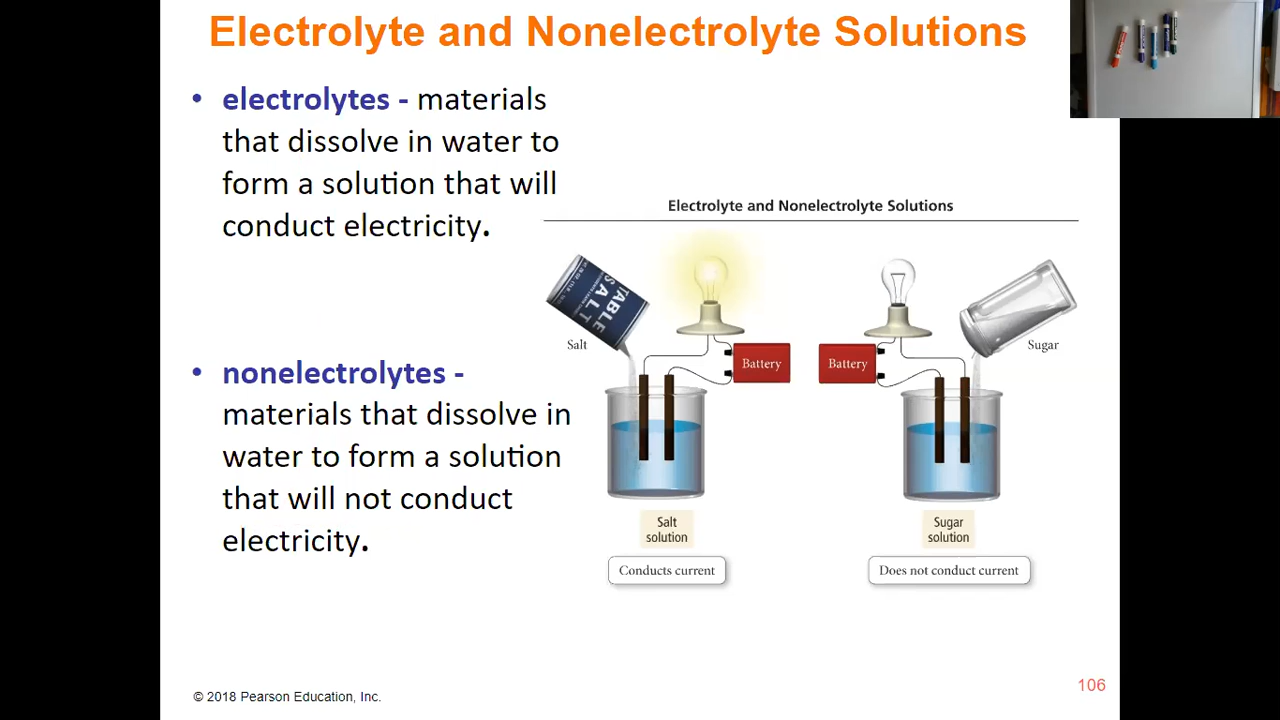 Electrolyte and Nonelectrolyte Solutions
• electrolytes - materials
that dissolve in water to
form a solution that will
conduct electricity.
• nonelectrolytes -
materials that dissolve in
water to form a solution
that will not conduct
electricity.
Electrolyte and Nonelectrolyte Solutions
TABLE
SALT
Salt
Battery
Battery
Sugar
Salt
solution
Sugar
solution
Conducts current
Does not conduct current
© 2018 Pearson Education, Inc.
106